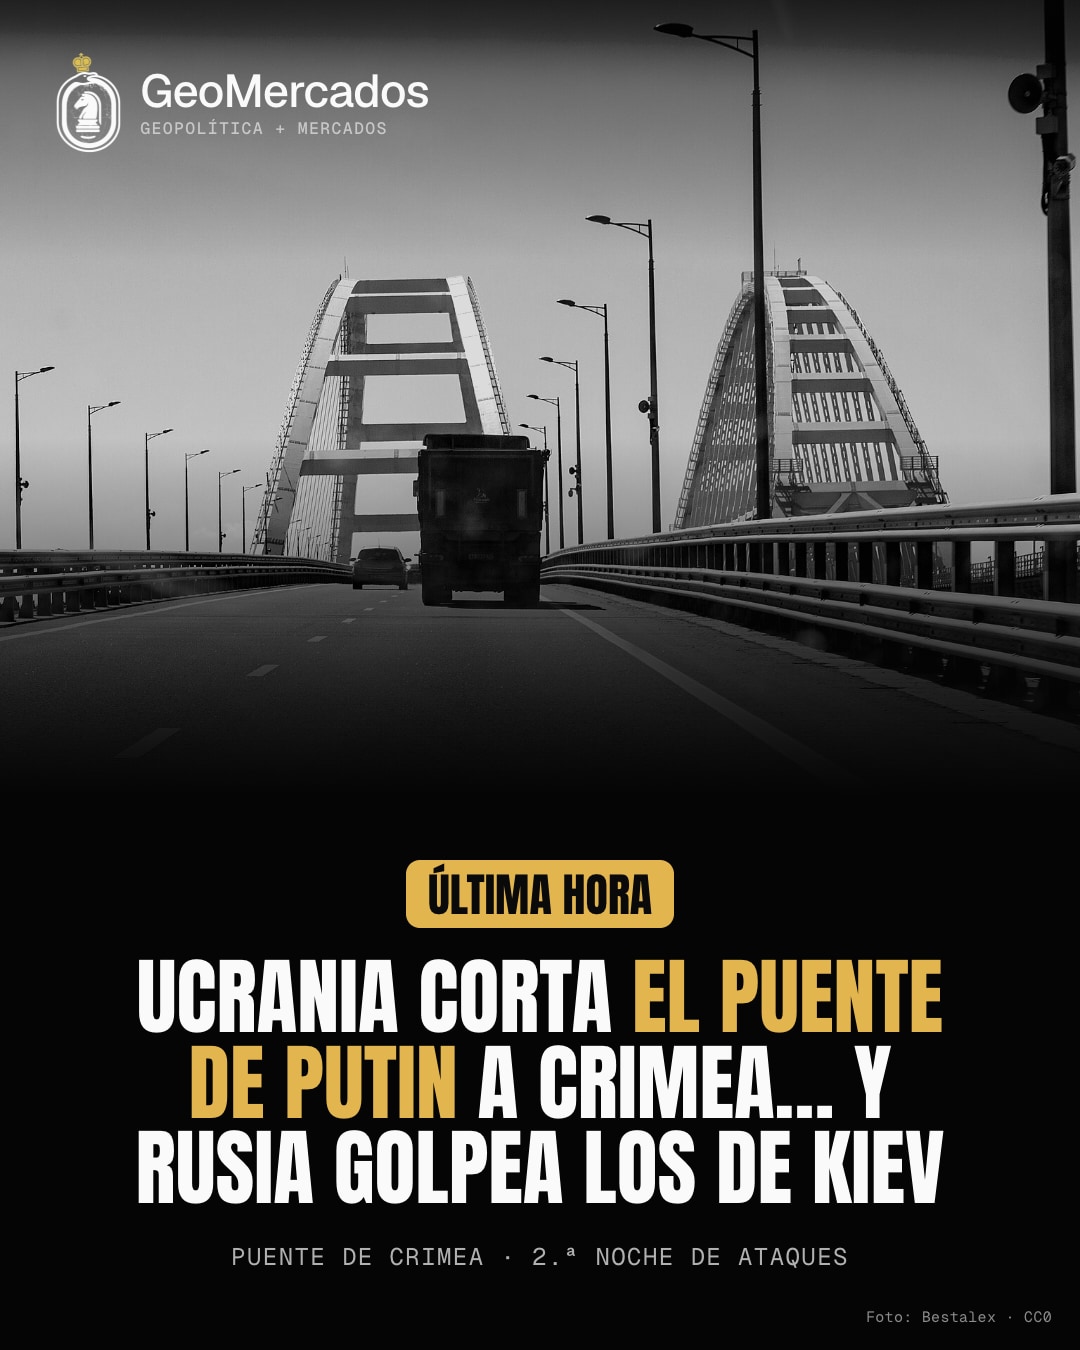 GeoMercados
GEOPOLÍTICA + MERCADOS
ÚLTIMA HORA
UCRANIA CORTA EL PUENTE
DE PUTIN A CRIMEA... Y
RUSIA GOLPEA LOS DE KIEV
PUENTE DE CRIMEA · 2.ª NOCHE DE ATAQUES
Foto: Bestalex · CC0